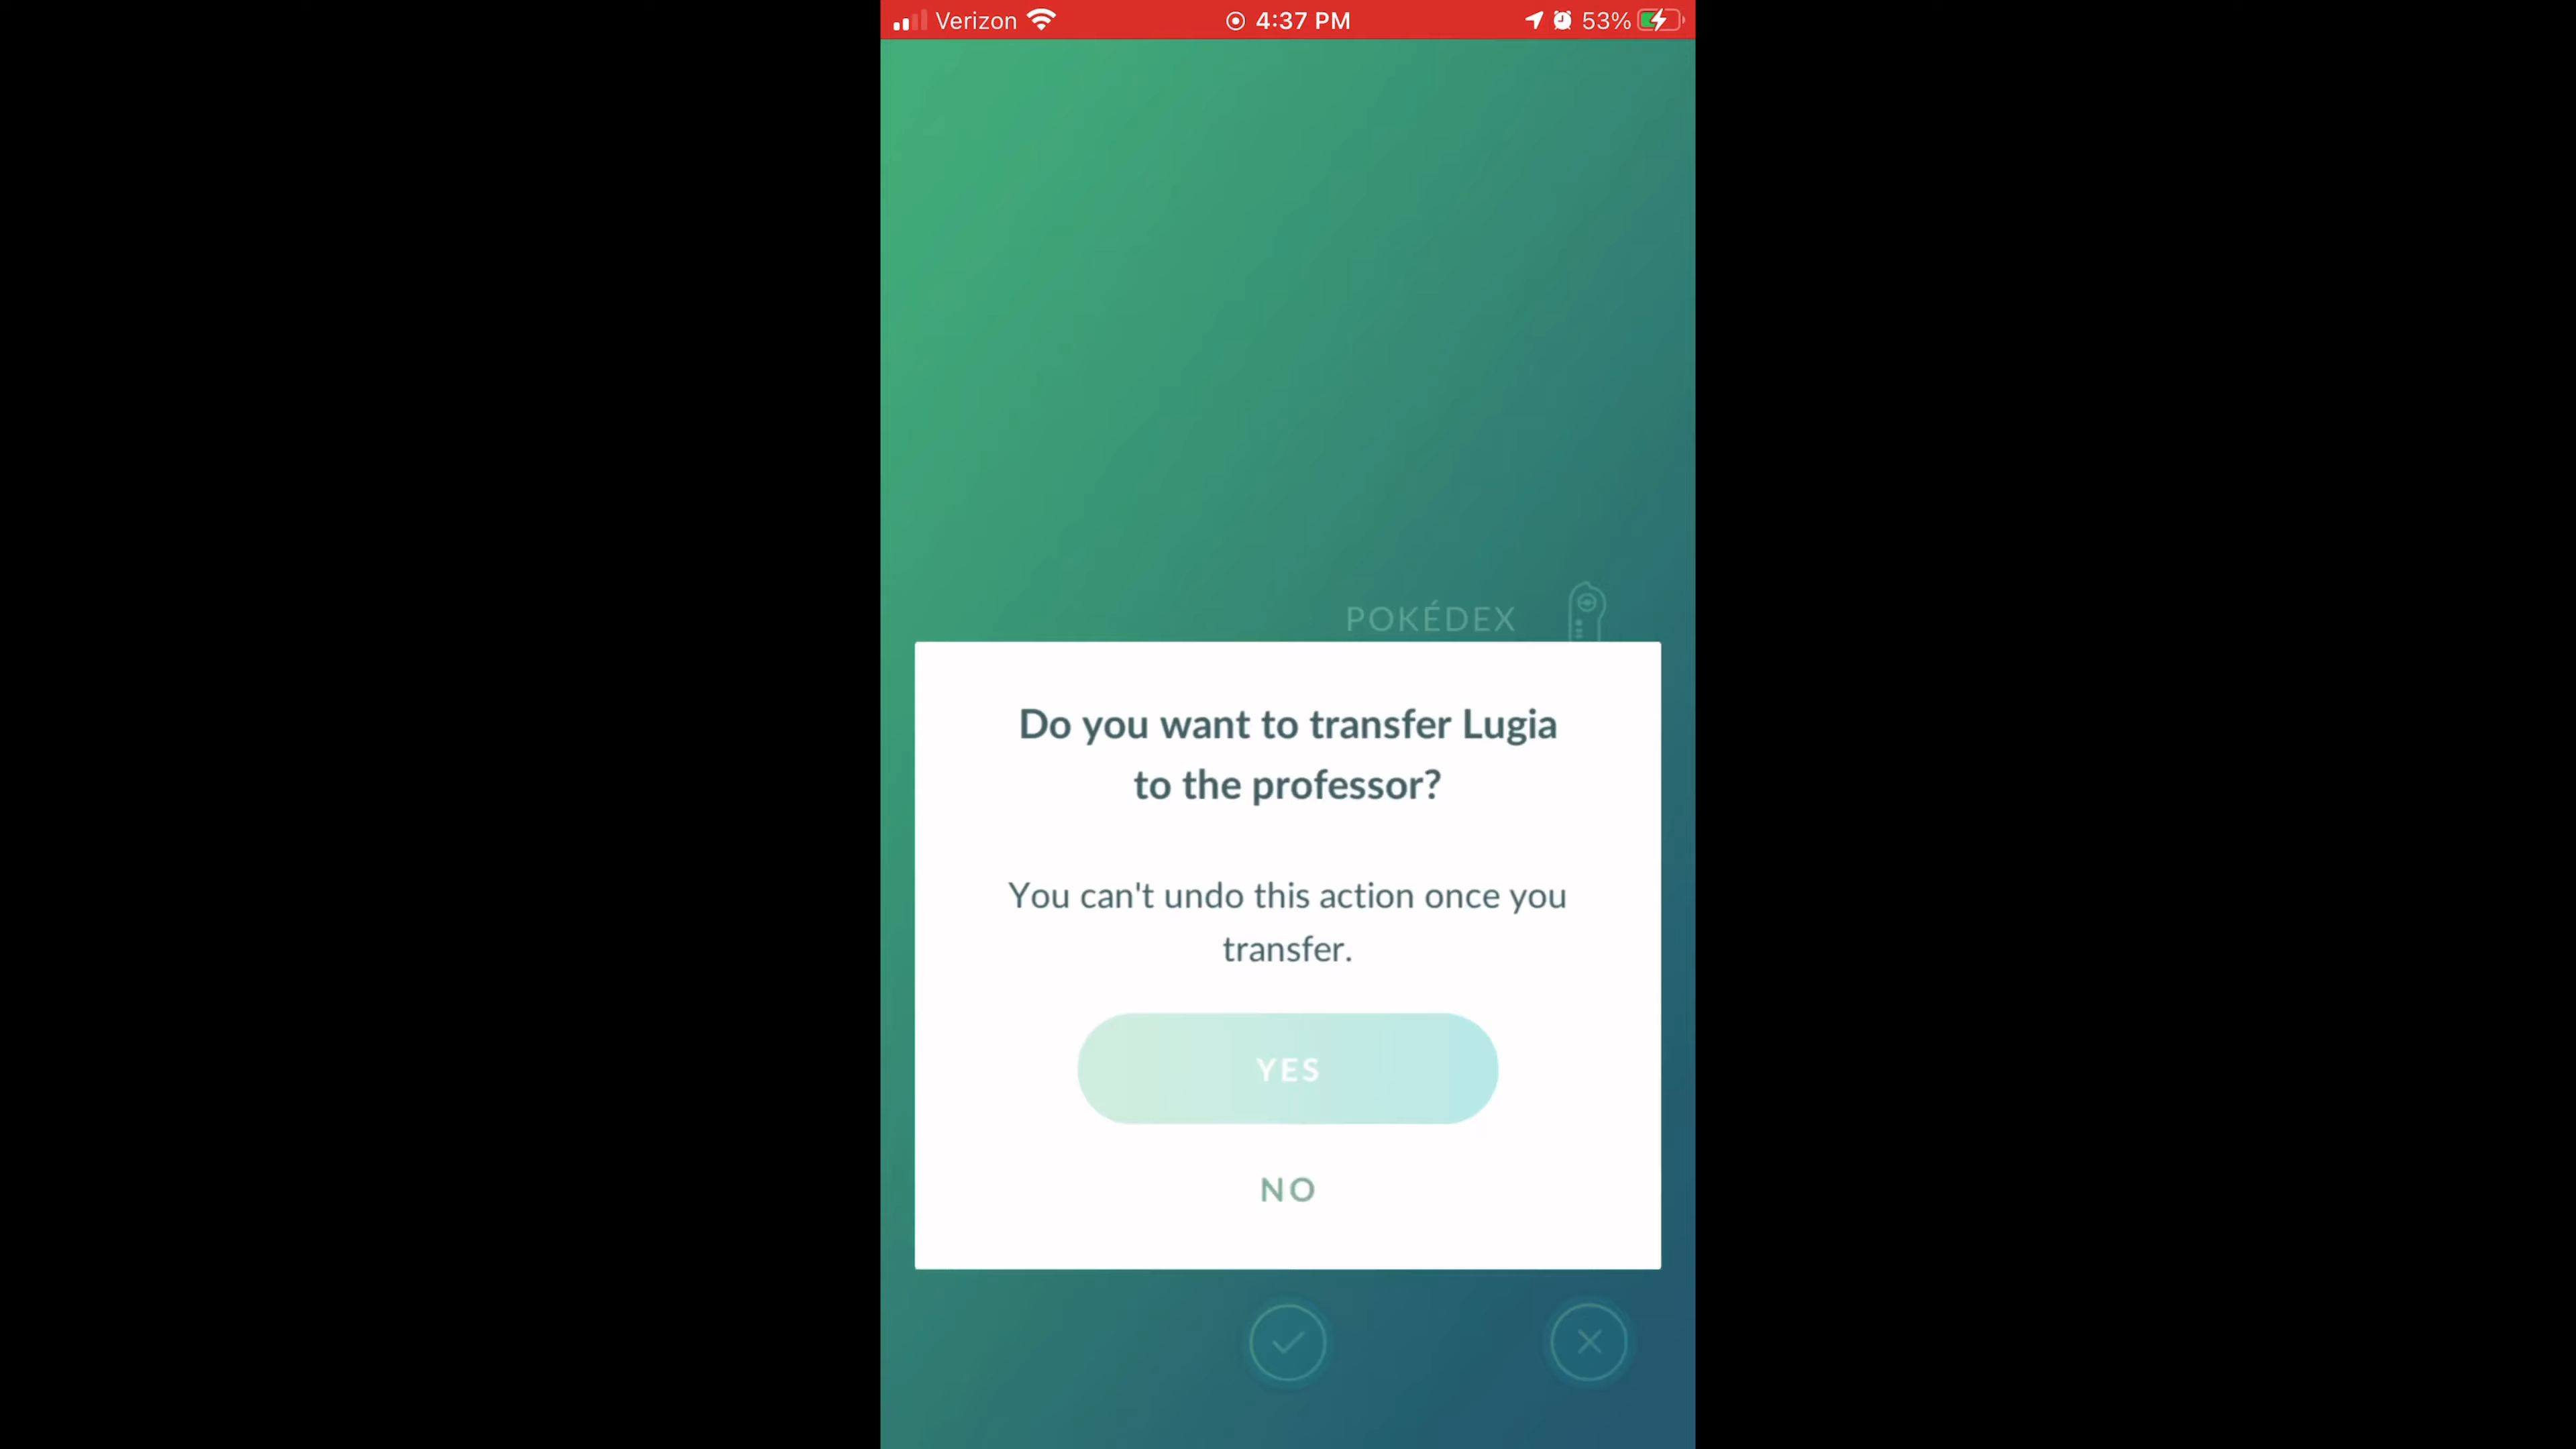 Verizon 4:37 PM 53%
POKÉDEX
Do you want to transfer Lugia
to the professor?
You can't undo this action once you
transfer.
YES
NO